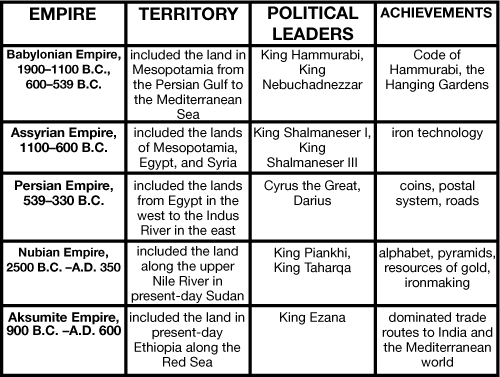 EMPIRE
TERRITORY
POLITICAL
LEADERS
ACHIEVEMENTS
Babylonian Empire,
1900–1100 B.C.,
600–539 B.C.
included the land in
Mesopotamia from
the Persian Gulf to
the Mediterranean
Sea
King Hammurabi,
King
Nebuchadnezzar
Code of
Hammurabi, the
Hanging Gardens
Assyrian Empire,
1100–600 B.C.
included the lands
of Mesopotamia,
Egypt, and Syria
King Shalmaneser I,
King
Shalmaneser III
iron technology
Persian Empire,
539–330 B.C.
included the lands
from Egypt in the
west to the Indus
River in the east
Cyrus the Great,
Darius
coins, postal
system, roads
Nubian Empire,
2500 B.C. –A.D. 350
included the land
along the upper
Nile River in
present-day Sudan
King Piankhi,
King Taharqa
alphabet, pyramids,
resources of gold,
ironmaking
Aksumite Empire,
900 B.C. –A.D. 600
included the land in
present-day
Ethiopia along the
Red Sea
King Ezana
dominated trade
routes to India and
the Mediterranean
world